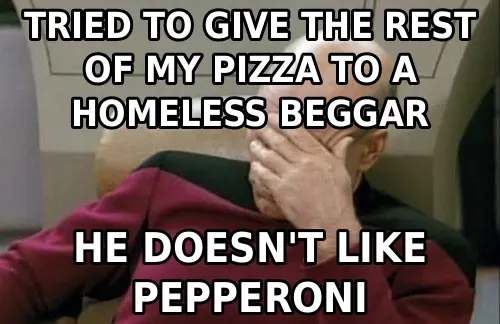 TRIED TO GIVE THE REST
OF MY PIZZA TO A
HOMELESS BEGGAR
HE DOESN'T LIKE
PEPPERONI